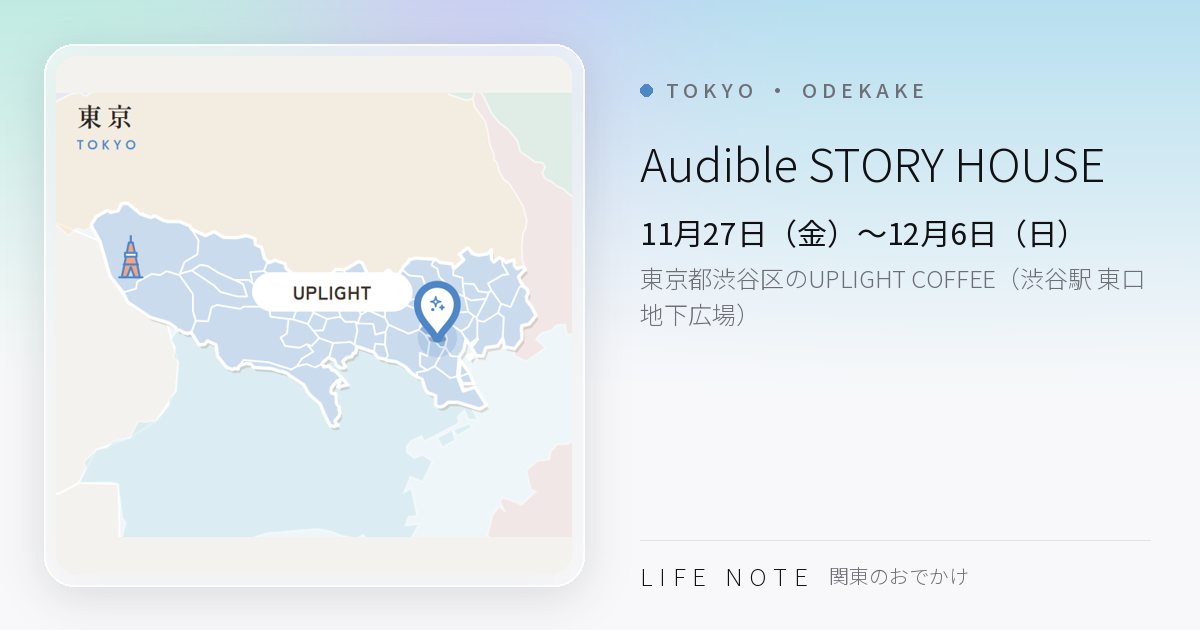 東京
TOKYO
UPLIGHT
TOKYO • ODEKAKE
Audible STORY HOUSE
11月27日（金）～12月6日（日）
東京都渋谷区のUPLIGHT COFFEE（渋谷駅 東口
地下広場）
LIFE NOTE 関東のおでかけ